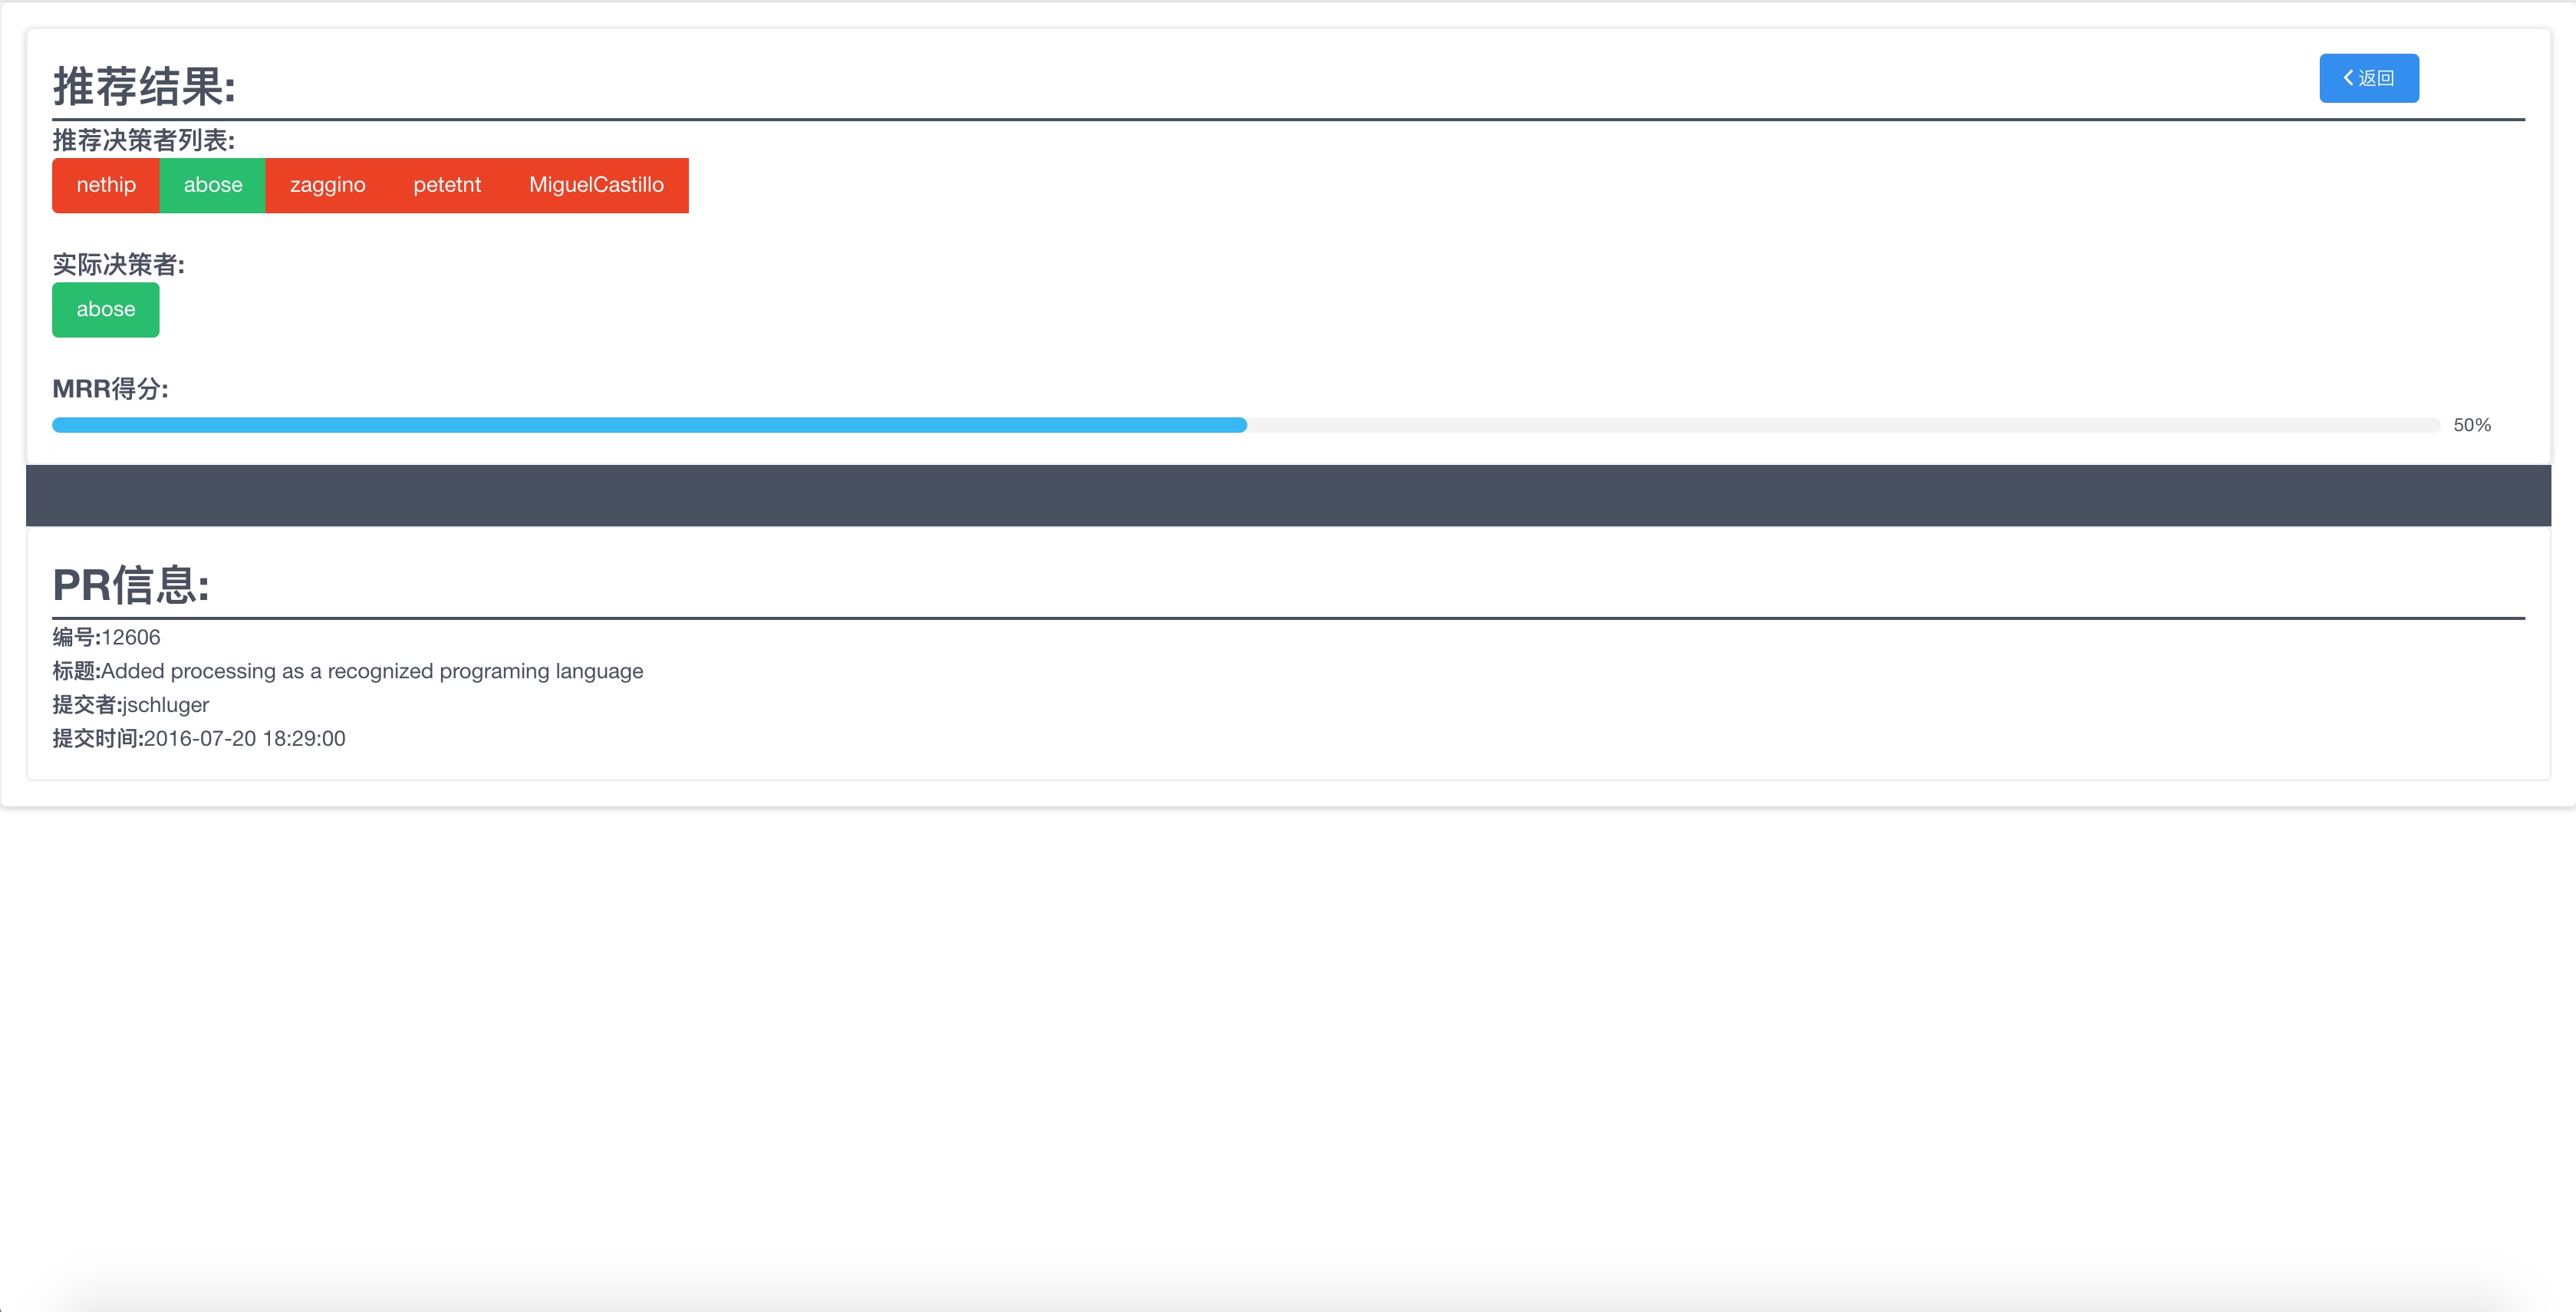 推荐结果:
返回
推荐决策者列表:
nethip abose zaggino petetnt MiguelCastillo
实际决策者:
abose
MRR得分:
50%
PR信息:
编号:12606
标题:Added processing as a recognized programing language
提交者:jschluger
提交时间:2016-07-20 18:29:00